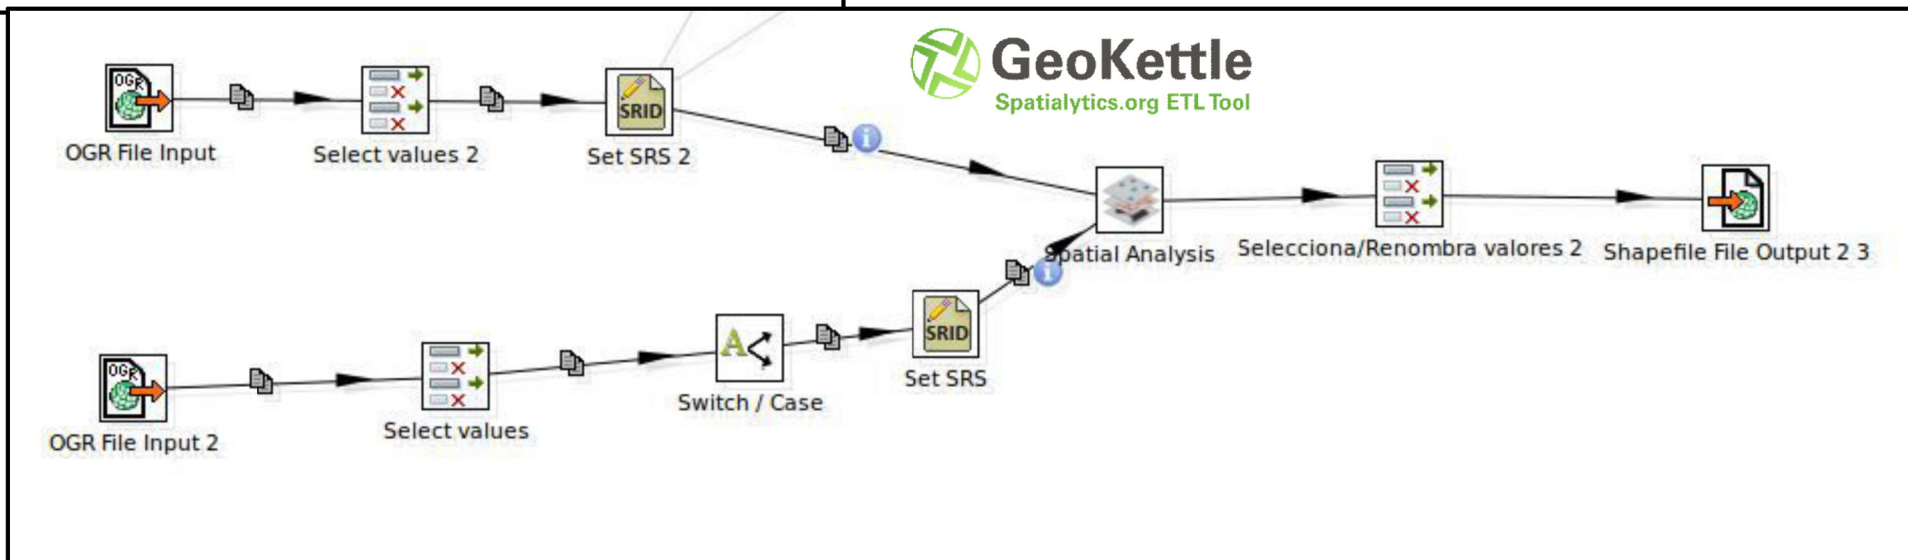 GeoKettle
Spatialytics.org ETL Tool
OGR
OGR File Input
Select values 2
SRID
Set SRS 2
i
Spatial Analysis
Selecciona/Renombra valores 2
Shapefile File Output 2 3
i
OGR
OGR File Input 2
Select values
A
Switch / Case
SRID
Set SRS